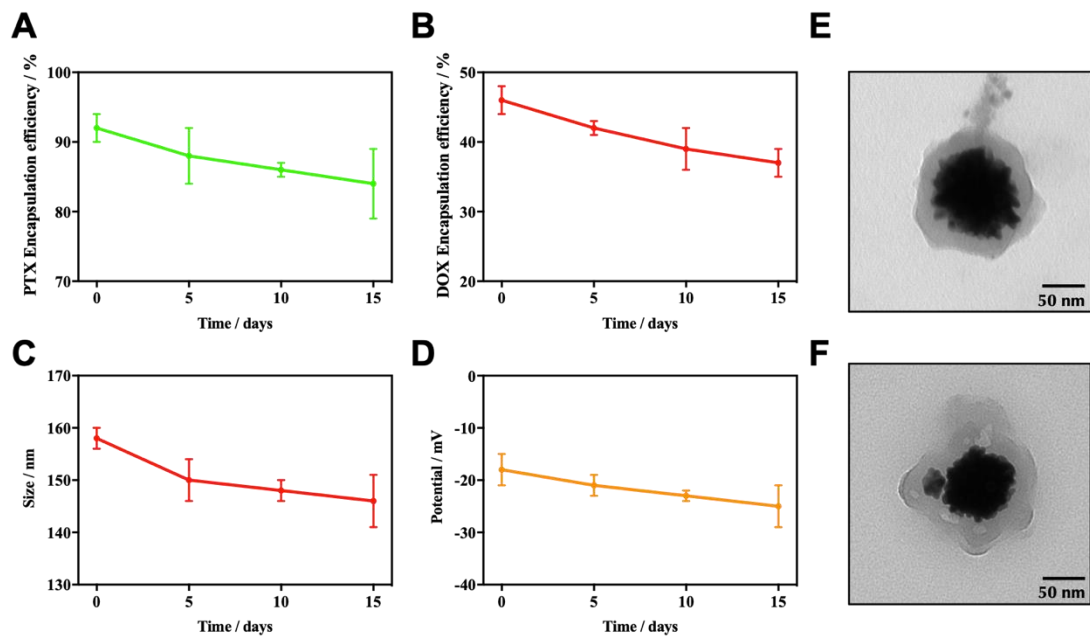 A
PTX Encapsulation efficiency / %
100
90
80
70
0 5 10 15
Time / days
B
DOX Encapsulation efficiency / %
50
40
30
20
0 5 10 15
Time / days
E
50 nm
C
Size / nm
170
160
150
140
130
0 5 10 15
Time / days
D
Potential / mV
0
-10
-20
-30
-40
0 5 10 15
Time / days
F
50 nm